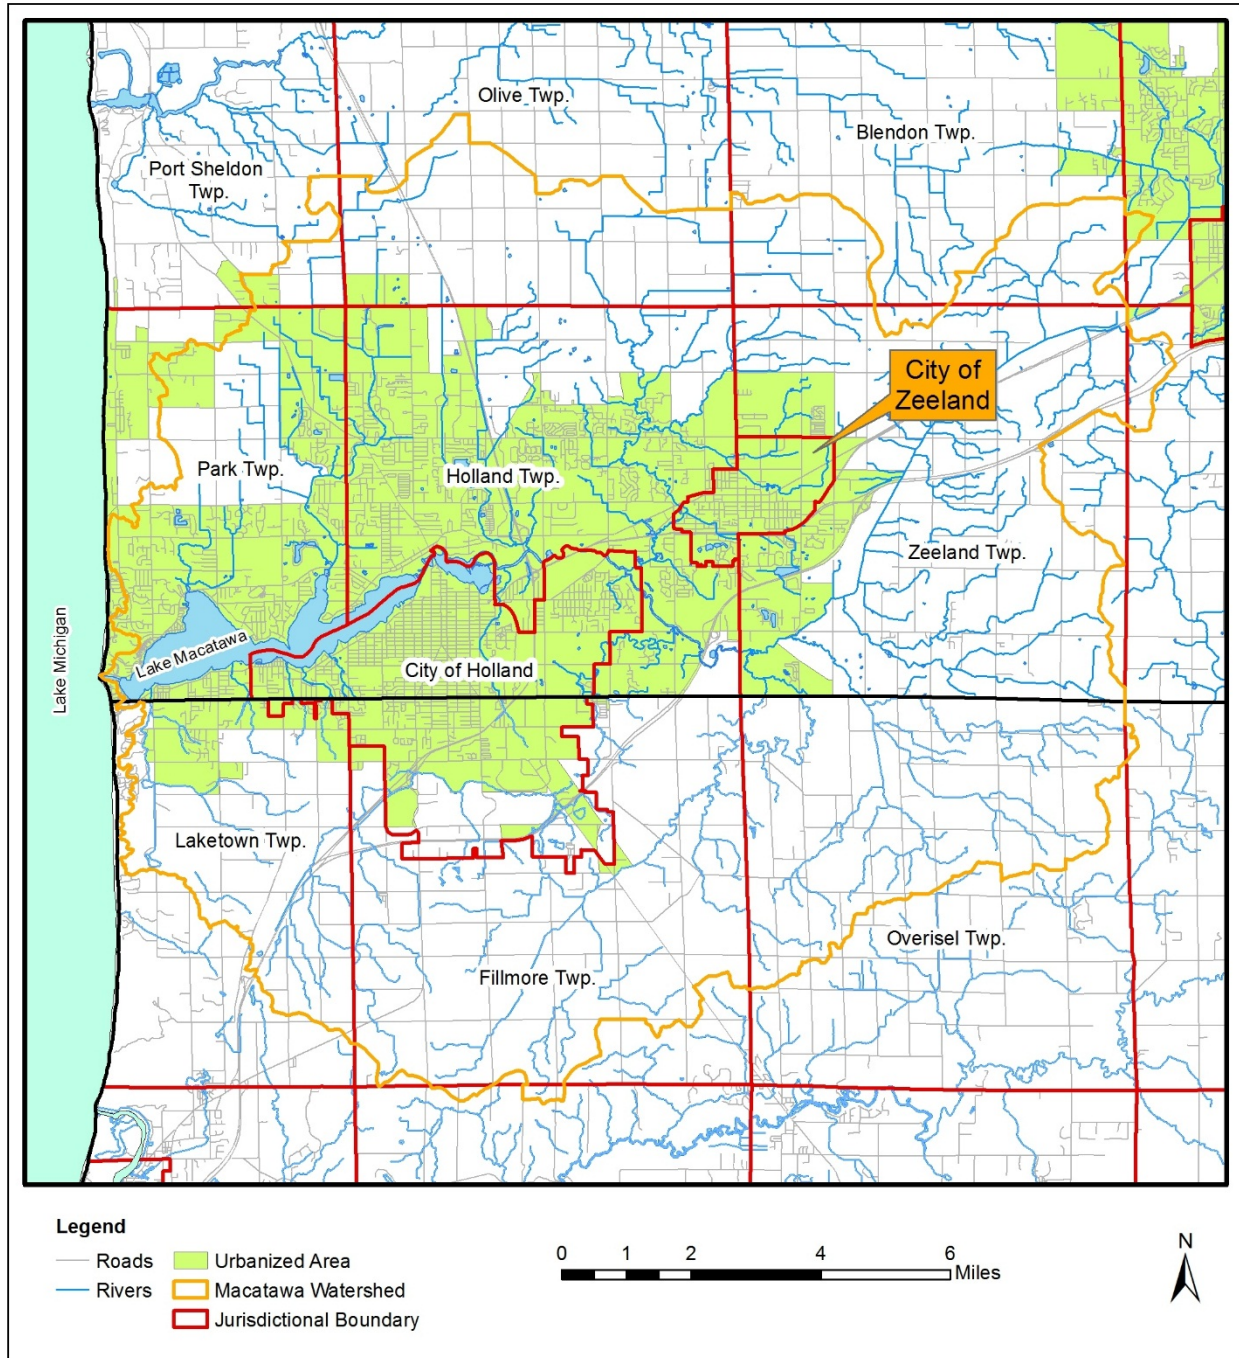 Olive Twp.
Blendon Twp.
Port Sheldon
Twp.
City of
Zeeland
Park Twp.
Holland Twp.
Zeeland Twp.
Lake Michigan
Lake Macatawa
City of Holland
Laketown Twp.
Overisel Twp.
Fillmore Twp.
Legend
Roads
Urbanized Area
Rivers
Macatawa Watershed
Jurisdictional Boundary
0 1 2 4 6
Miles
N